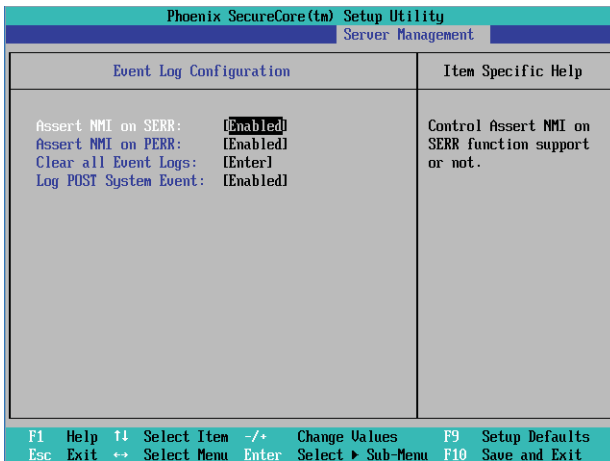 Phoenix SecureCore(tm) Setup Utility
Server Management
Event Log Configuration
Item Specific Help
Assert NMI on SERR: [Enabled]
Assert NMI on PERR: [Enabled]
Clear all Event Logs: [Enter]
Log POST System Event: [Enabled]
Control Assert NMI on
SERR function support
or not.
F1 Help ↑↓ Select Item -/+ Change Values F9 Setup Defaults
Esc Exit ↔ Select Menu Enter Select ▶ Sub-Menu F10 Save and Exit